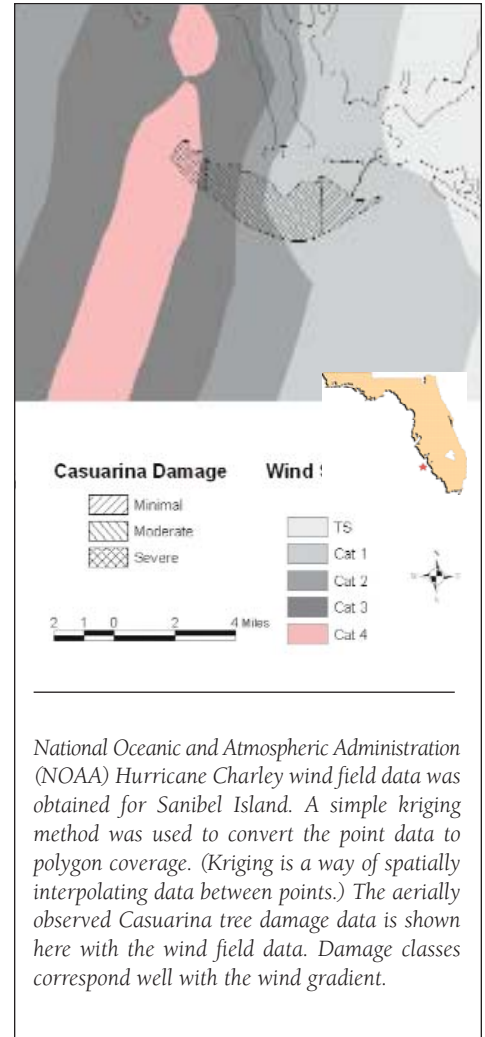 Casuarina Damage
Minimal
Moderate
Severe
Wind
TS
Cat 1
Cat 2
Cat 3
Cat 4
2 1 0 2 4 Miles
National Oceanic and Atmospheric Administration
(NOAA) Hurricane Charley wind field data was
obtained for Sanibel Island. A simple kriging
method was used to convert the point data to
polygon coverage. (Kriging is a way of spatially
interpolating data between points.) The aerially
observed Casuarina tree damage data is shown
here with the wind field data. Damage classes
correspond well with the wind gradient.